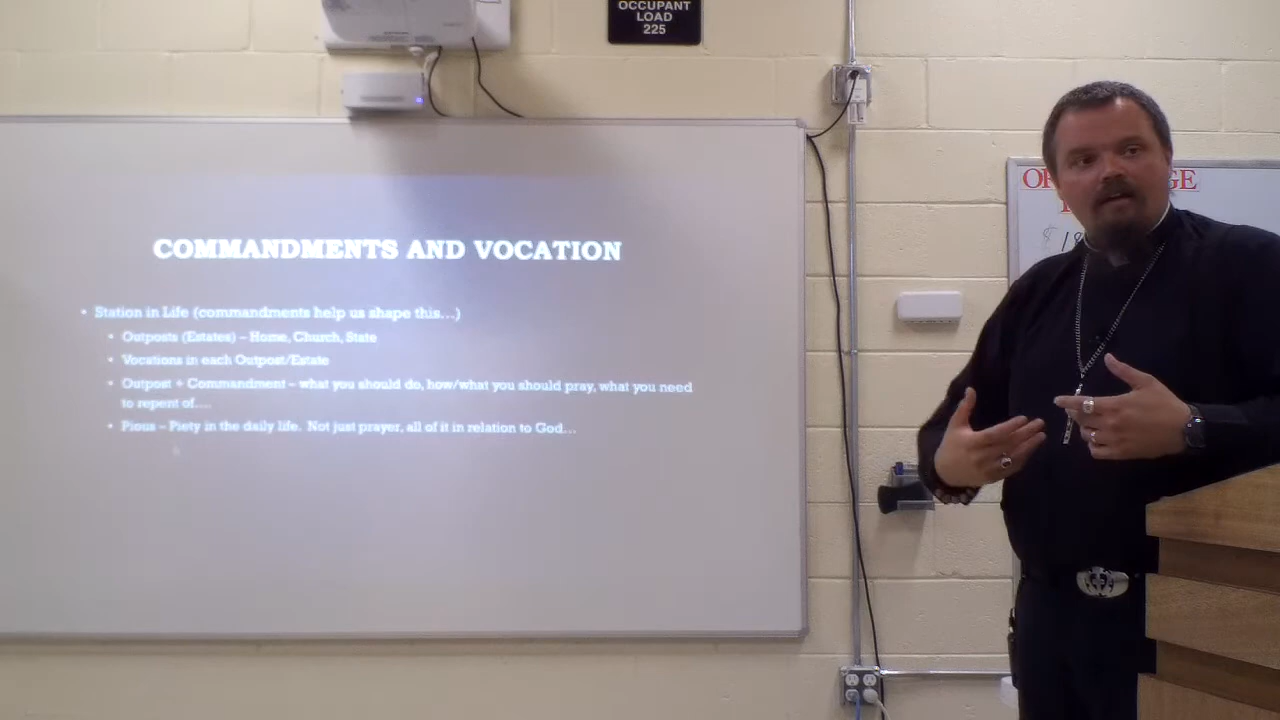 OCCUPANT
LOAD
225
COMMANDMENTS AND VOCATION
• Station in Life (commandments help us shape this...)
• Outposts (Estates) – Home, Church, State
• Vocations in each Outpost/Estate
• Outpost + Commandment – what you should do, how/what you should pray, what you need
to repent of....
• Pious – Piety in the daily life. Not just prayer, all of it in relation to God...